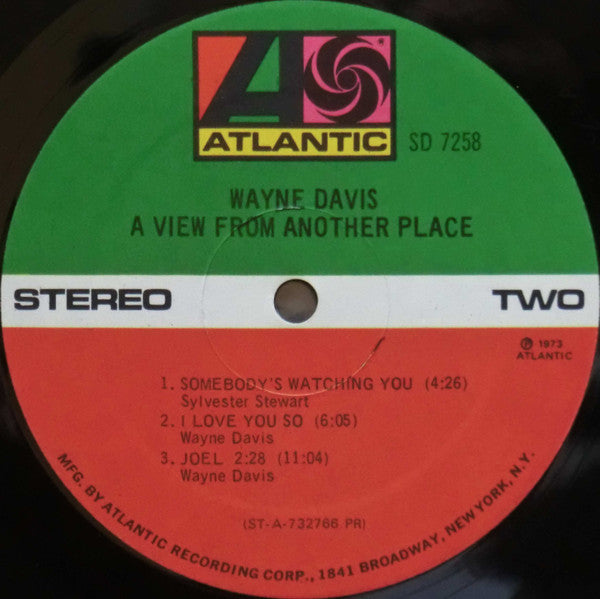 ATLANTIC
SD 7258
WAYNE DAVIS
A VIEW FROM ANOTHER PLACE
STEREO
TWO
℗ 1973
ATLANTIC
1. SOMEBODY'S WATCHING YOU (4:26)
Sylvester Stewart
2. I LOVE YOU SO (6:05)
Wayne Davis
3. JOEL 2:28 (11:04)
Wayne Davis
(ST-A-732766 PR)
MFG. BY ATLANTIC RECORDING CORP., 1841 BROADWAY, NEW YORK, N.Y.